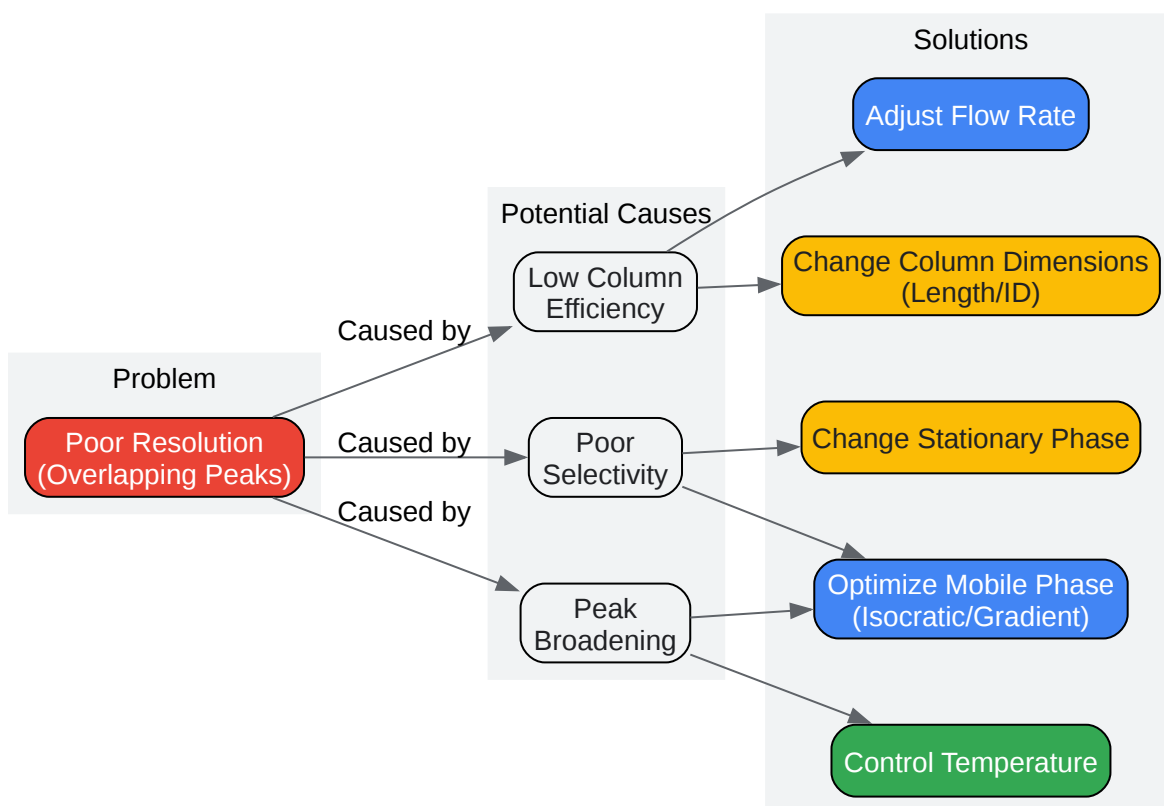 Problem
Poor Resolution
(Overlapping Peaks)
Caused by
Caused by
Caused by
Potential Causes
Low Column
Efficiency
Poor
Selectivity
Peak
Broadening
Solutions
Adjust Flow Rate
Change Column Dimensions
(Length/ID)
Change Stationary Phase
Optimize Mobile Phase
(Isocratic/Gradient)
Control Temperature